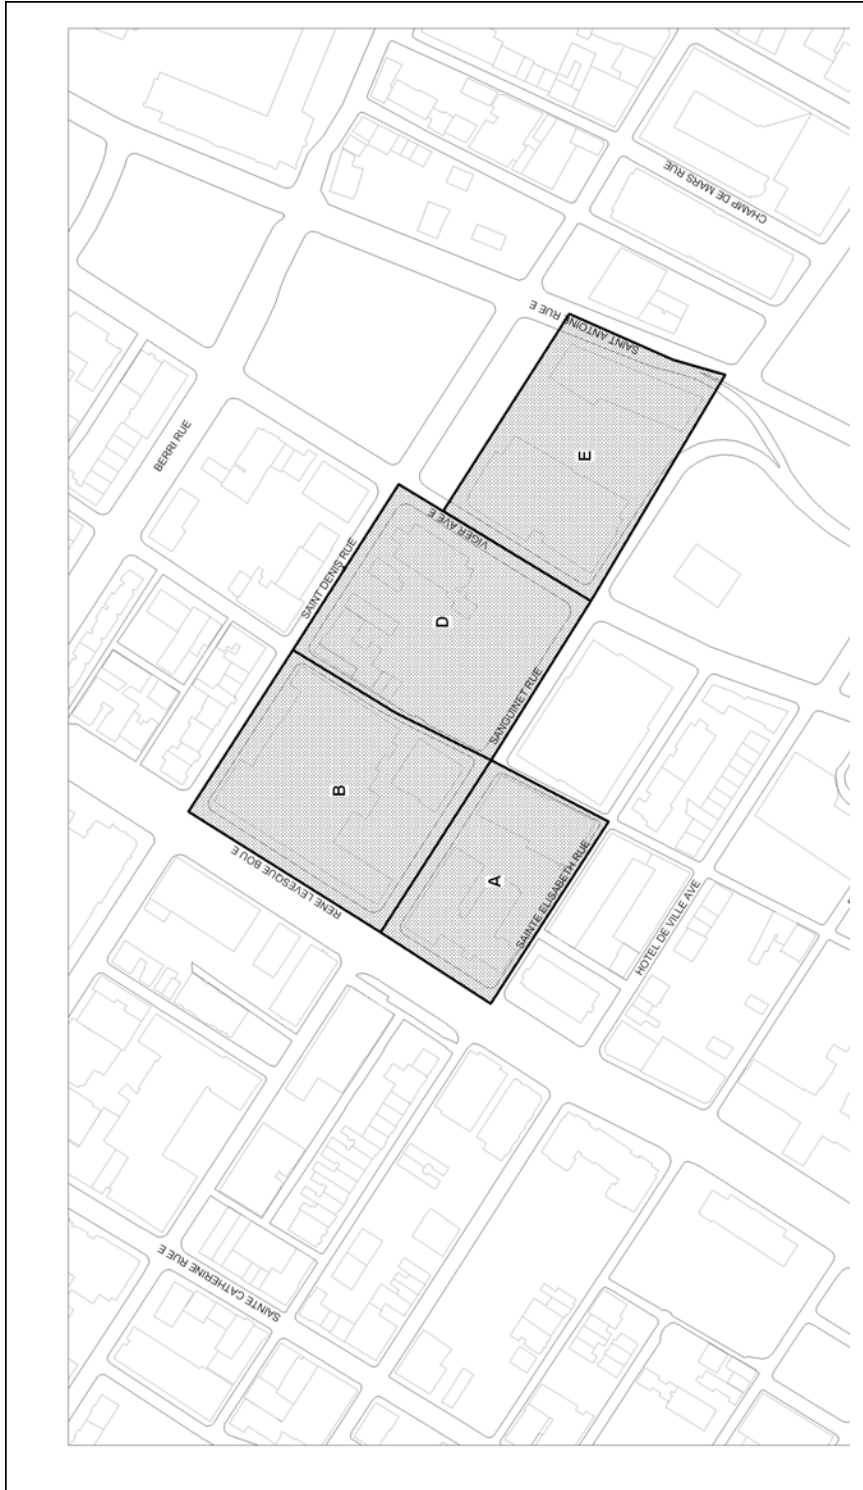 CHAMP DE MARS RUE
SAINT ANTOINE RUE E
BERRI RUE
E
VIGER AVE E
SAINT DENIS RUE
D
SANGUINET RUE
B
RENE LEVESQUE BOU E
A
SAINTE ELISABETH RUE
HOTEL DE VILLE AVE
SAINTE CATHERINE RUE E